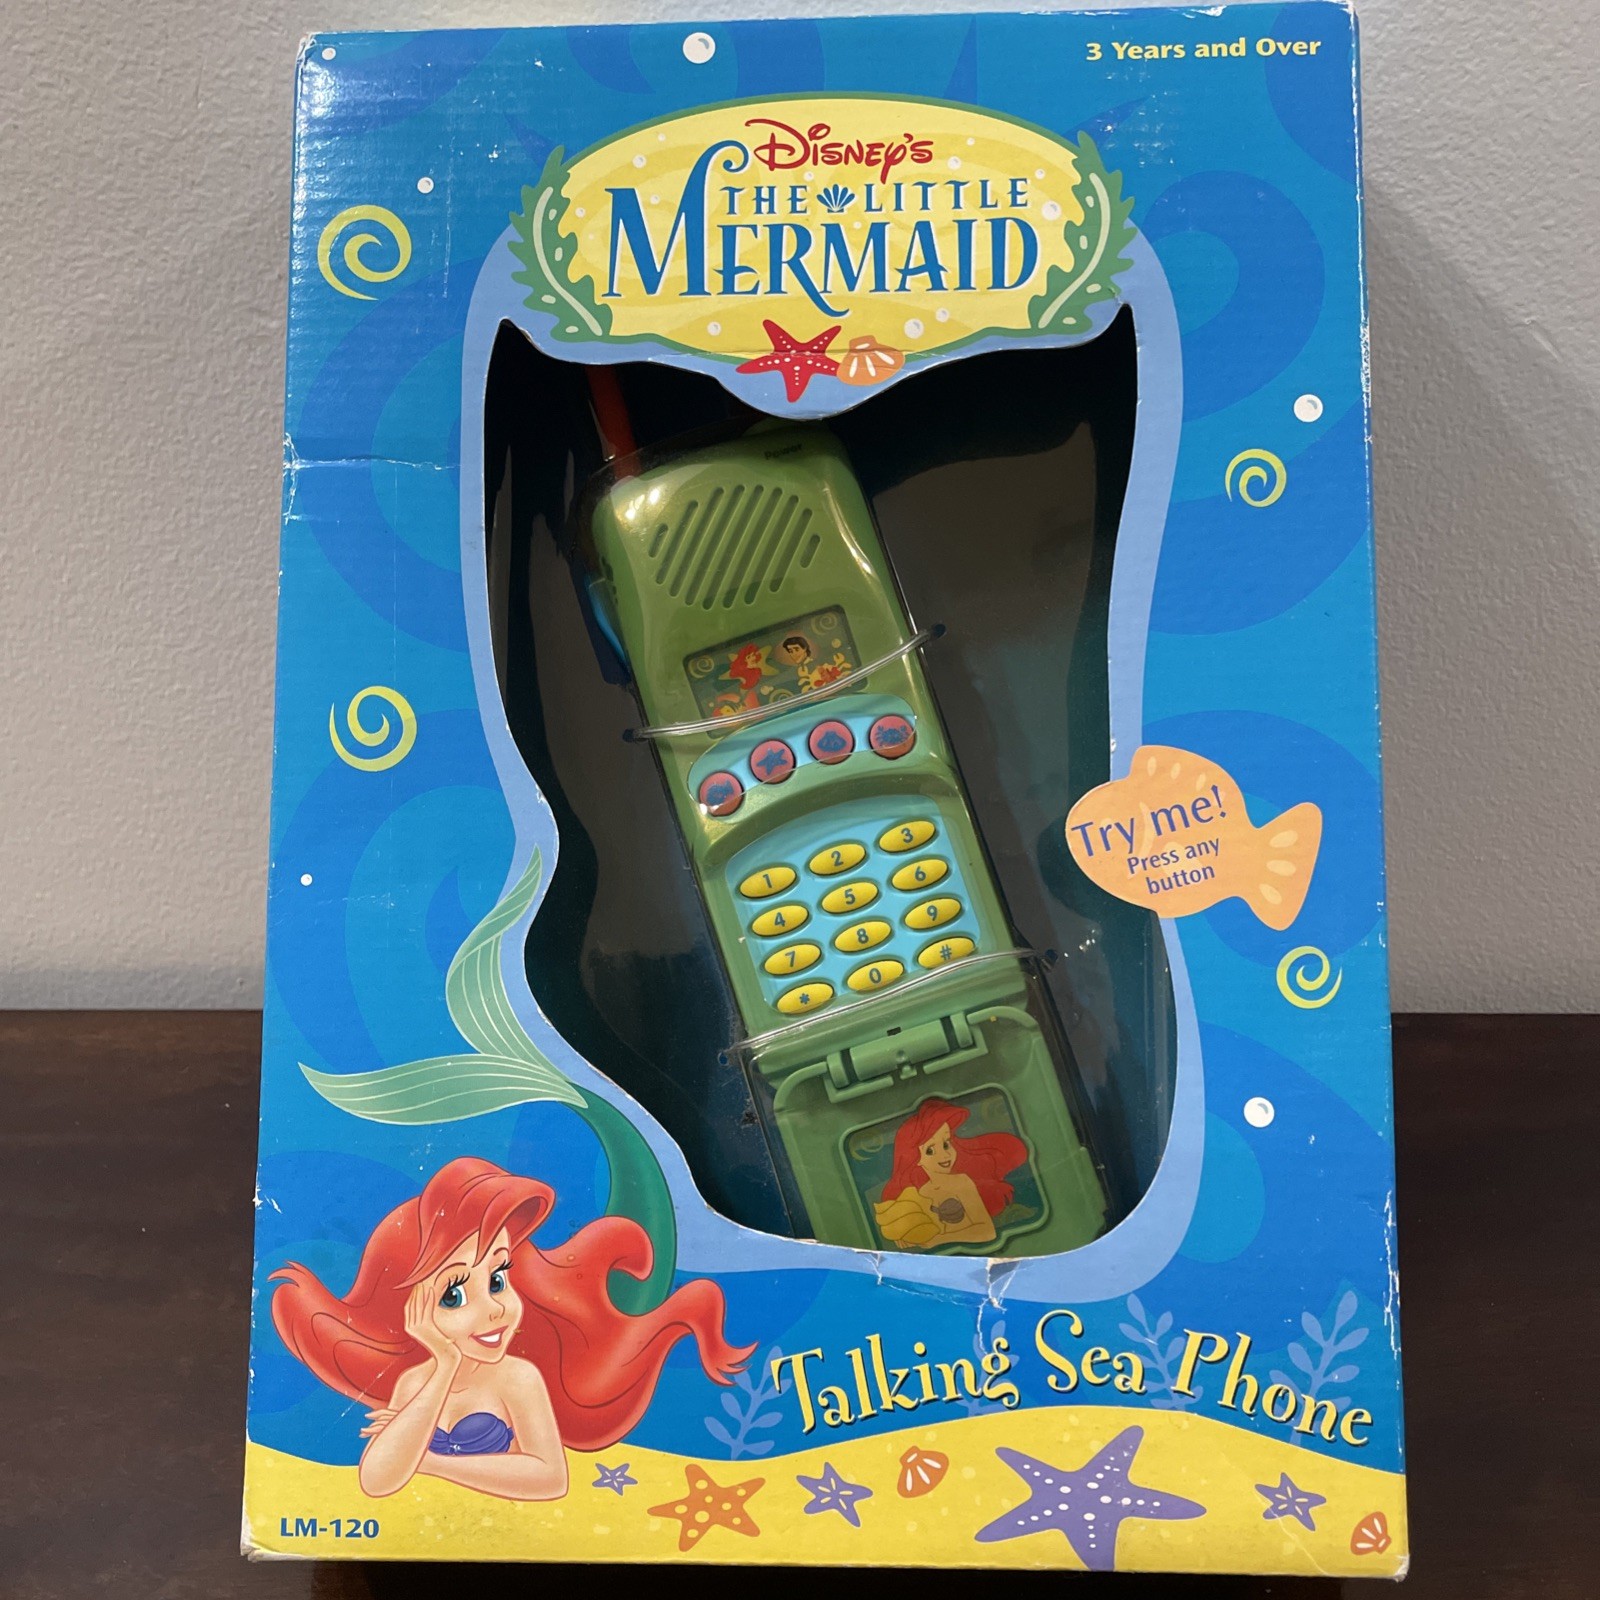 3 Years and Over
Disney's
THE LITTLE
MERMAID
Power
Try me!
Press any
button
1 2 3
4 5 6
7 8 9
* 0 #
Talking Sea Phone
LM-120